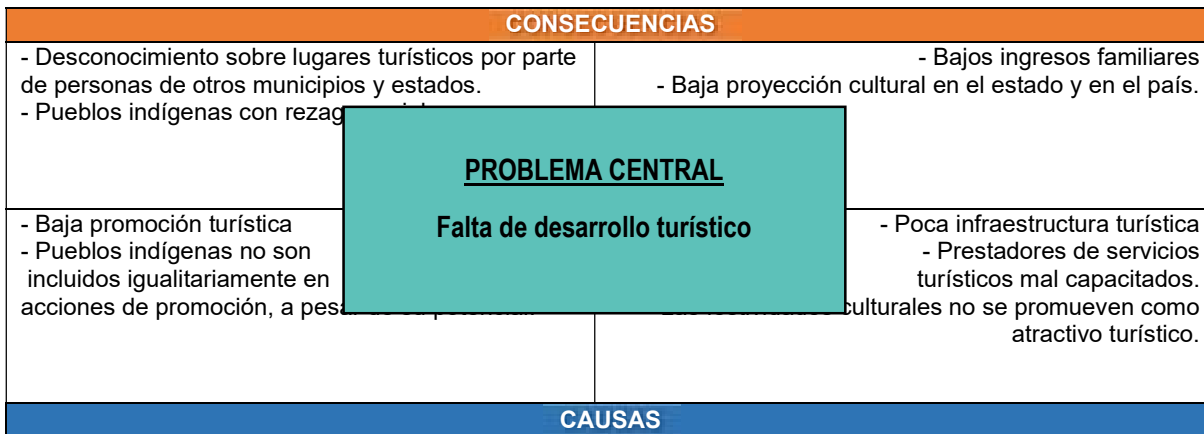 CONSECUENCIAS
- Desconocimiento sobre lugares turísticos por parte
de personas de otros municipios y estados.
- Pueblos indígenas con
- Bajos ingresos familiares
- Baja proyección cultural en el estado y en el país.
PROBLEMA CENTRAL
Falta de desarrollo turístico
- Baja promoción turística
- Pueblos indígenas no son
incluidos igualitariamente en
acciones de promoción, a
- Poca infraestructura turística
- Prestadores de servicios
turísticos mal capacitados.
culturales no se promueven como
atractivo turístico.
CAUSAS